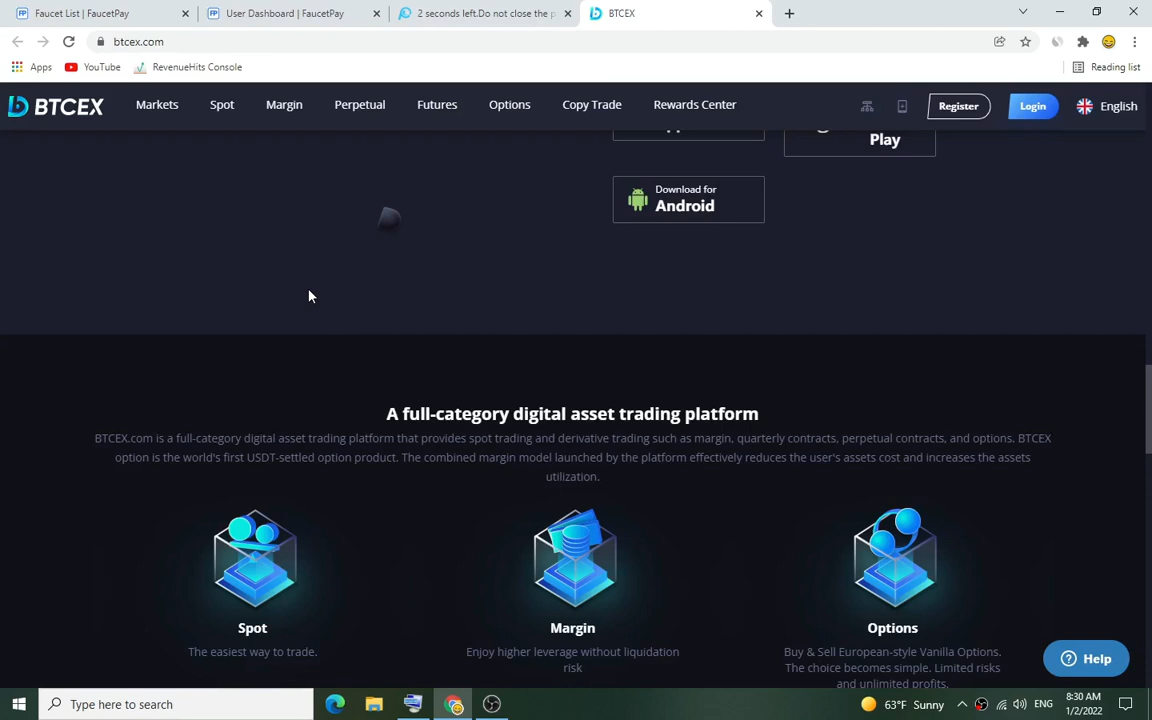 Faucet List | FaucetPay
User Dashboard | FaucetPay
2 seconds left.Do not close the p
BTCEX
btcex.com
Apps
YouTube
RevenueHits Console
Reading list
BTCEX
Markets
Spot
Margin
Perpetual
Futures
Options
Copy Trade
Rewards Center
Register
Login
English
Play
Download for
Android
A full-category digital asset trading platform
BTCEX.com is a full-category digital asset trading platform that provides spot trading and derivative trading such as margin, quarterly contracts, perpetual contracts, and options. BTCEX
option is the world's first USDT-settled option product. The combined margin model launched by the platform effectively reduces the user's assets cost and increases the assets
utilization.
Spot
The easiest way to trade.
Margin
Enjoy higher leverage without liquidation
risk
Options
Buy & Sell European-style Vanilla Options.
The choice becomes simple. Limited risks
and unlimited profits.
Help
Type here to search
63°F Sunny
ENG
8:30 AM
1/2/2022